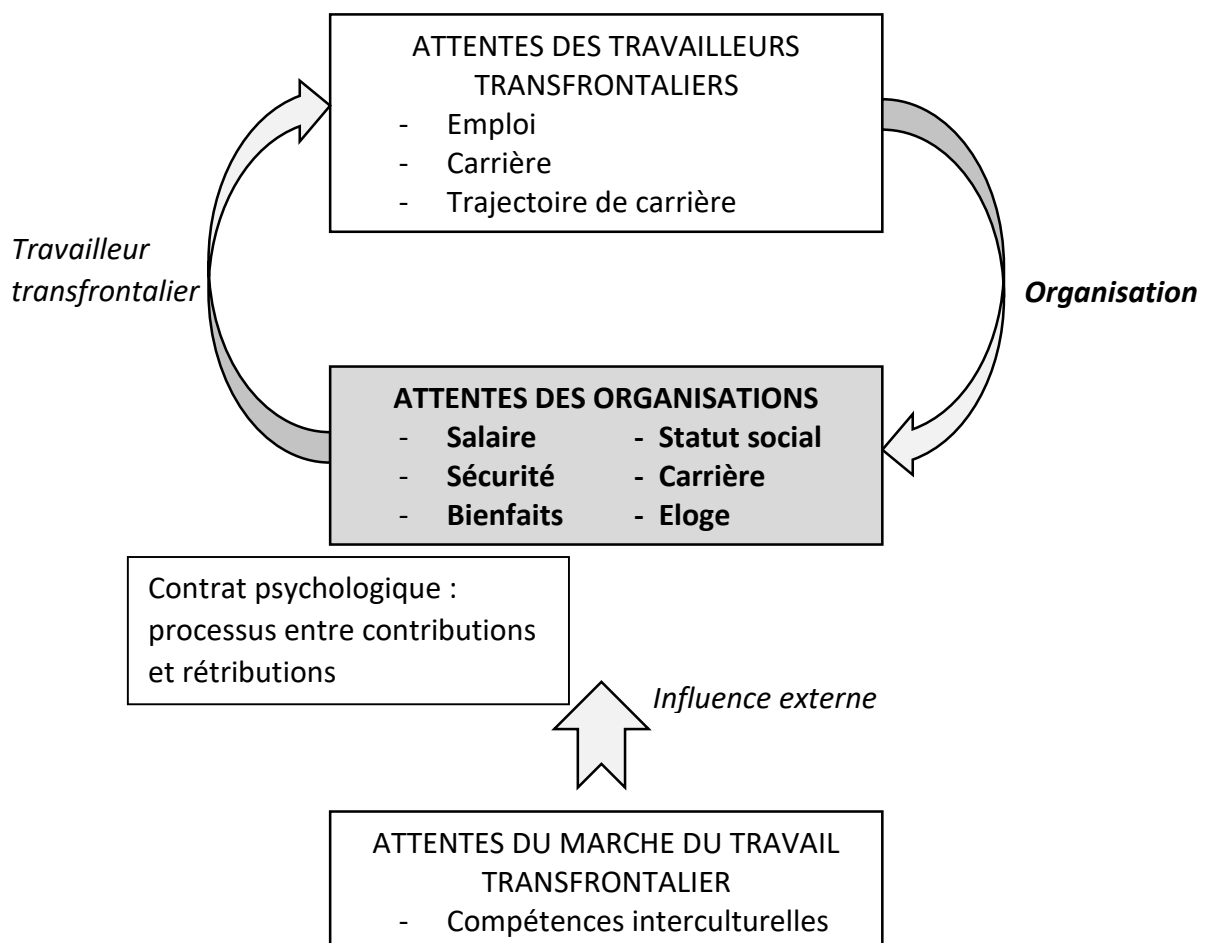 ATTENTES DES TRAVAILLEURS
TRANSFRONTALIERS
- Emploi
- Carrière
- Trajectoire de carrière
Travailleur
transfrontalier
Organisation
ATTENTES DES ORGANISATIONS
- Salaire - Statut social
- Sécurité - Carrière
- Bienfaits - Eloge
Contrat psychologique :
processus entre contributions
et rétributions
Influence externe
ATTENTES DU MARCHE DU TRAVAIL
TRANSFRONTALIER
- Compétences interculturelles